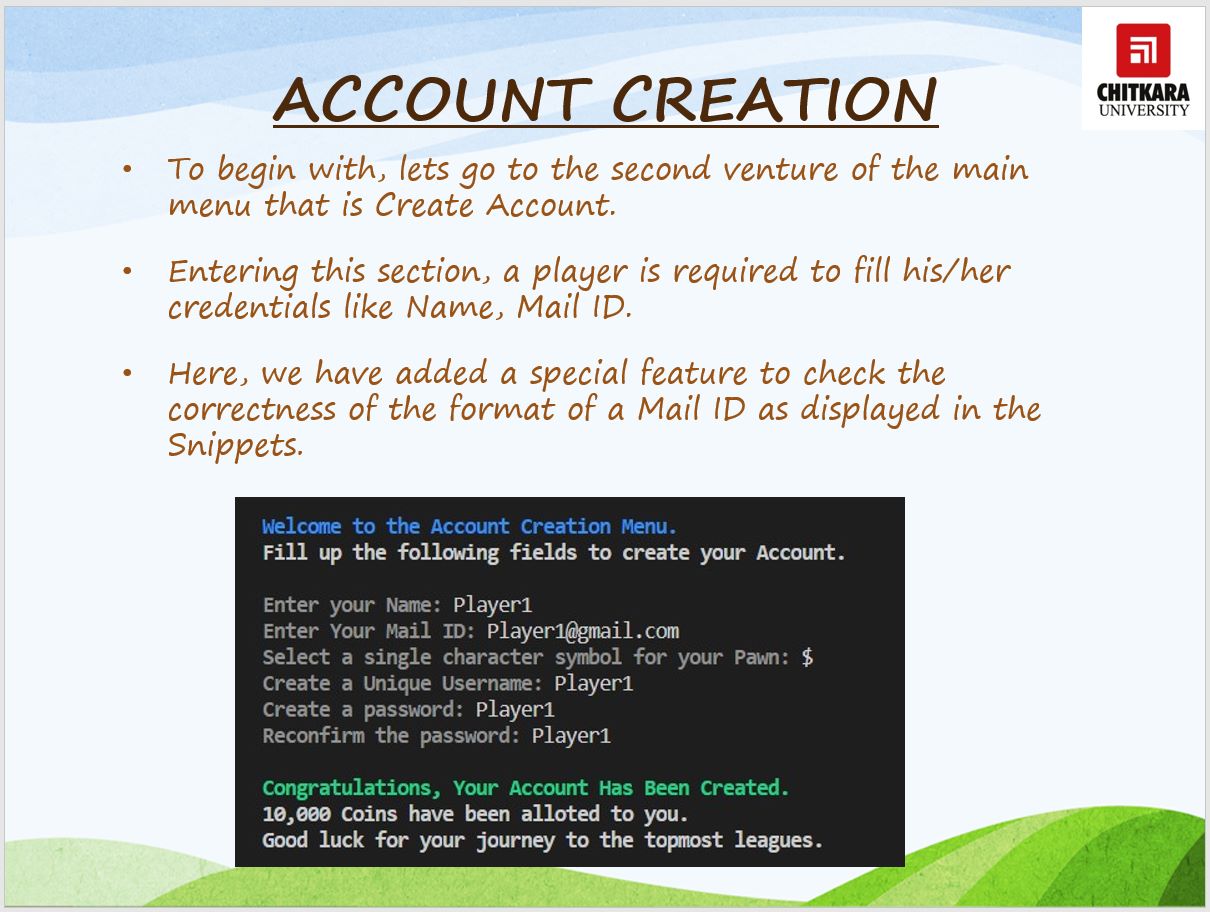 ACCOUNT CREATION
CHITKARA
UNIVERSITY
• To begin with, lets go to the second venture of the main
menu that is Create Account.
• Entering this section, a player is required to fill his/her
credentials like Name, Mail ID.
• Here, we have added a special feature to check the
correctness of the format of a Mail ID as displayed in the
Snippets.
Welcome to the Account Creation Menu.
Fill up the following fields to create your Account.
Enter your Name: Player1
Enter Your Mail ID: Player1@gmail.com
Select a single character symbol for your Pawn: $
Create a Unique Username: Player1
Create a password: Player1
Reconfirm the password: Player1
Congratulations, Your Account Has Been Created.
10,000 Coins have been alloted to you.
Good luck for your journey to the topmost leagues.